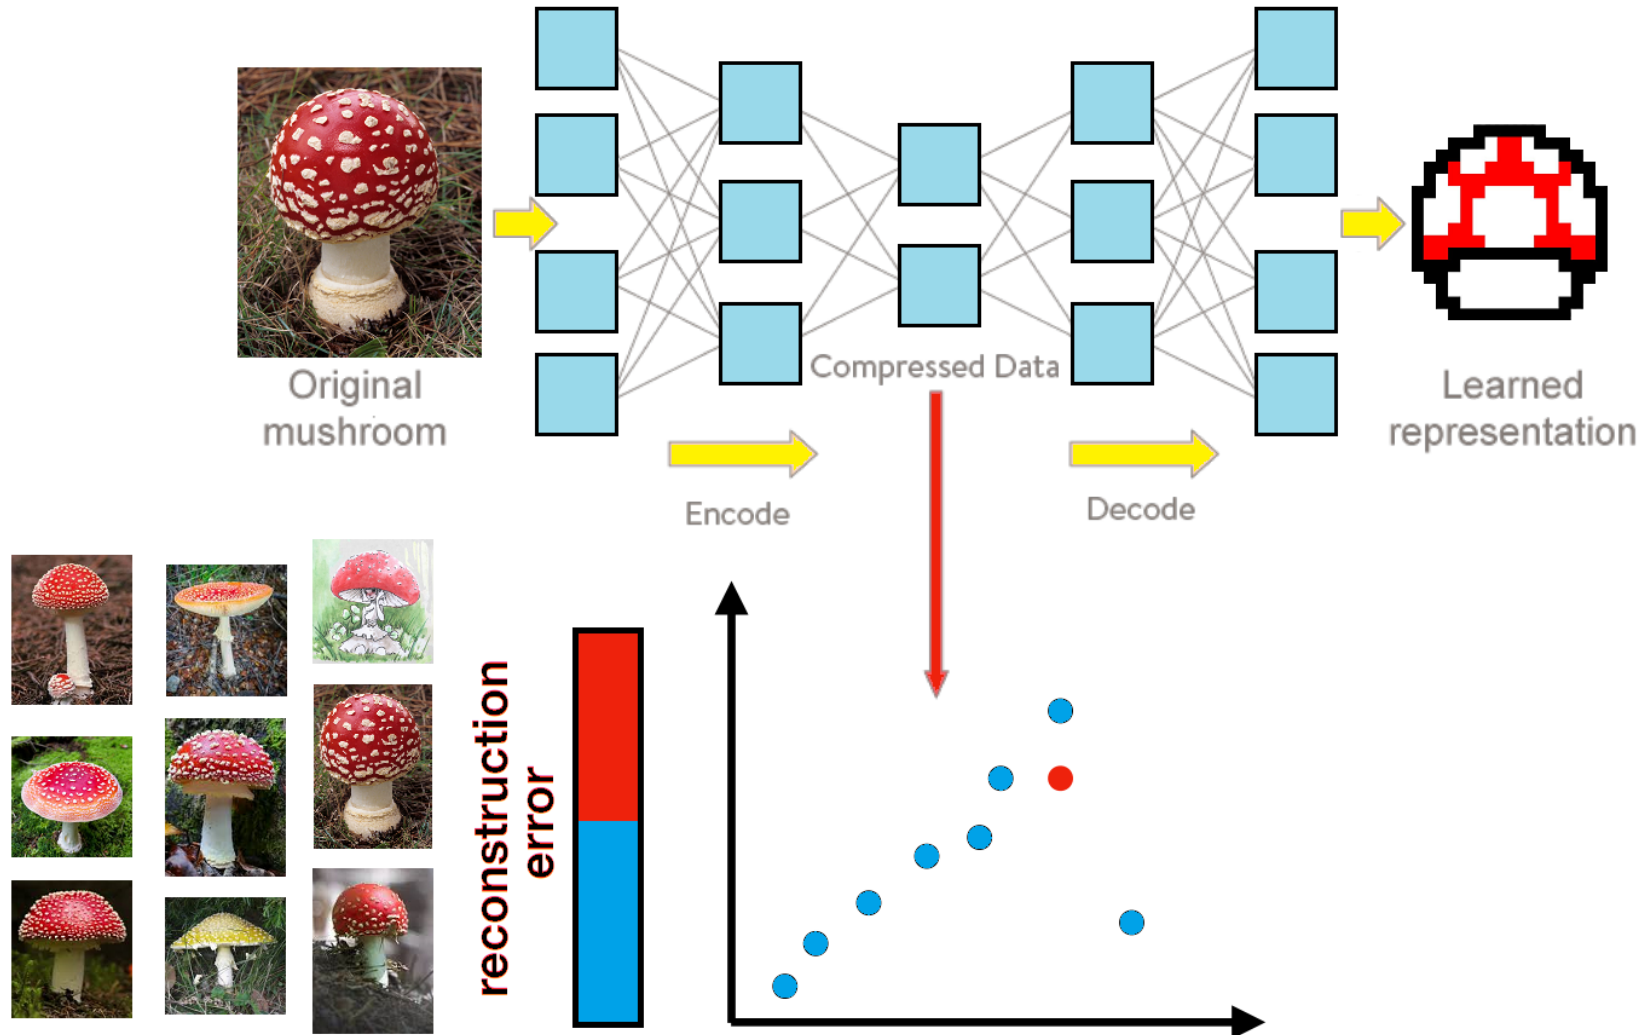 Original
mushroom
Compressed Data
Learned
representation
Encode
Decode
reconstruction
error